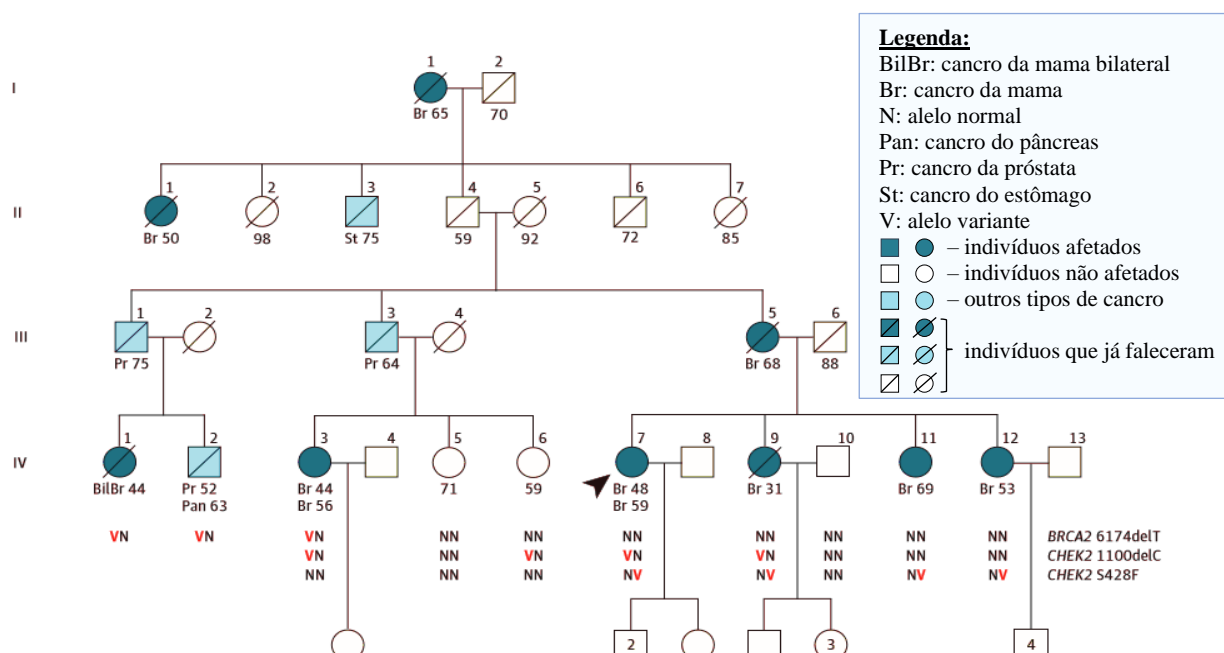 Legenda:
BilBr: cancro da mama bilateral
Br: cancro da mama
N: alelo normal
Pan: cancro do pâncreas
Pr: cancro da próstata
St: cancro do estômago
V: alelo variante
– indivíduos afetados
– indivíduos não afetados
– outros tipos de cancro
indivíduos que já faleceram
I
1 2
Br 65 70
II
1 2 3 4 5 6 7
Br 50 98 St 75 59 92 72 85
III
1 2 3 4 5 6
Pr 75 Pr 64 Br 68 88
IV
1 2 3 4 5 6 7 8 9 10 11 12 13
BilBr 44 Pr 52 Br 44 71 59 Br 48 Br 31 Br 69 Br 53
Pan 63 Br 56 Br 59
VN VN VN NN NN NN NN NN NN NN BRCA2 6174delT
VN NN VN VN VN NN NN NN CHEK2 1100delC
NN NN NN NV NV NN NV NV CHEK2 S428F
2 3 4